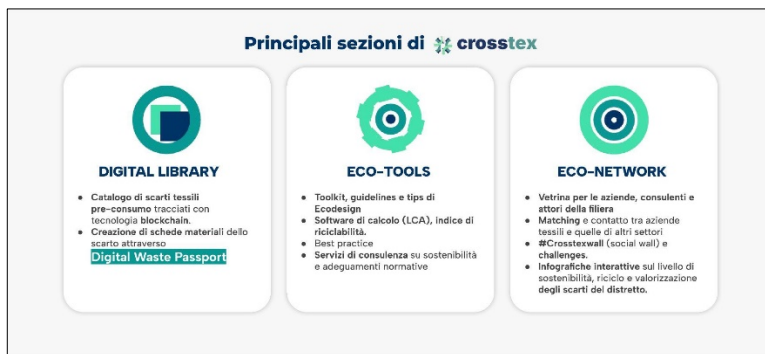 Principali sezioni di crosstex
DIGITAL LIBRARY
• Catalogo di scarti tessili
pre-consumo tracciati con
tecnologia blockchain.
• Creazione di schede materiali dello
scarto attraverso
Digital Waste Passport
ECO-TOOLS
• Toolkit, guidelines e tips di
Ecodesign
• Software di calcolo (LCA), indice di
riciclabilità.
• Best practice
• Servizi di consulenza su sostenibilità
e adeguamenti normative
ECO-NETWORK
• Vetrina per le aziende, consulenti e
attori della filiera
• Matching e contatto tra aziende
tessili e quelle di altri settori
• #Crosstexwall (social wall) e
challenges.
• Infografiche interattive sul livello di
sostenibilità, riciclo e valorizzazione
degli scarti del distretto.